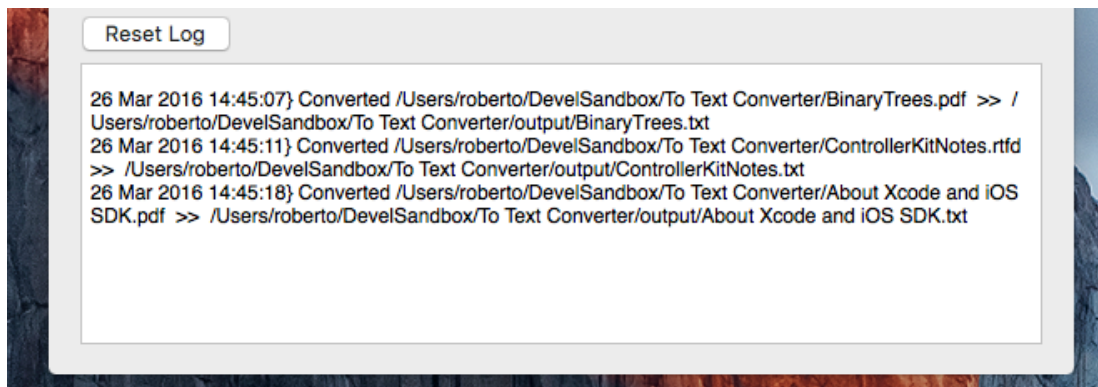 Reset Log
26 Mar 2016 14:45:07} Converted /Users/roberto/DevelSandbox/To Text Converter/BinaryTrees.pdf  >>  /
Users/roberto/DevelSandbox/To Text Converter/output/BinaryTrees.txt
26 Mar 2016 14:45:11} Converted /Users/roberto/DevelSandbox/To Text Converter/ControllerKitNotes.rtfd
>>  /Users/roberto/DevelSandbox/To Text Converter/output/ControllerKitNotes.txt
26 Mar 2016 14:45:18} Converted /Users/roberto/DevelSandbox/To Text Converter/About Xcode and iOS
SDK.pdf  >>  /Users/roberto/DevelSandbox/To Text Converter/output/About Xcode and iOS SDK.txt